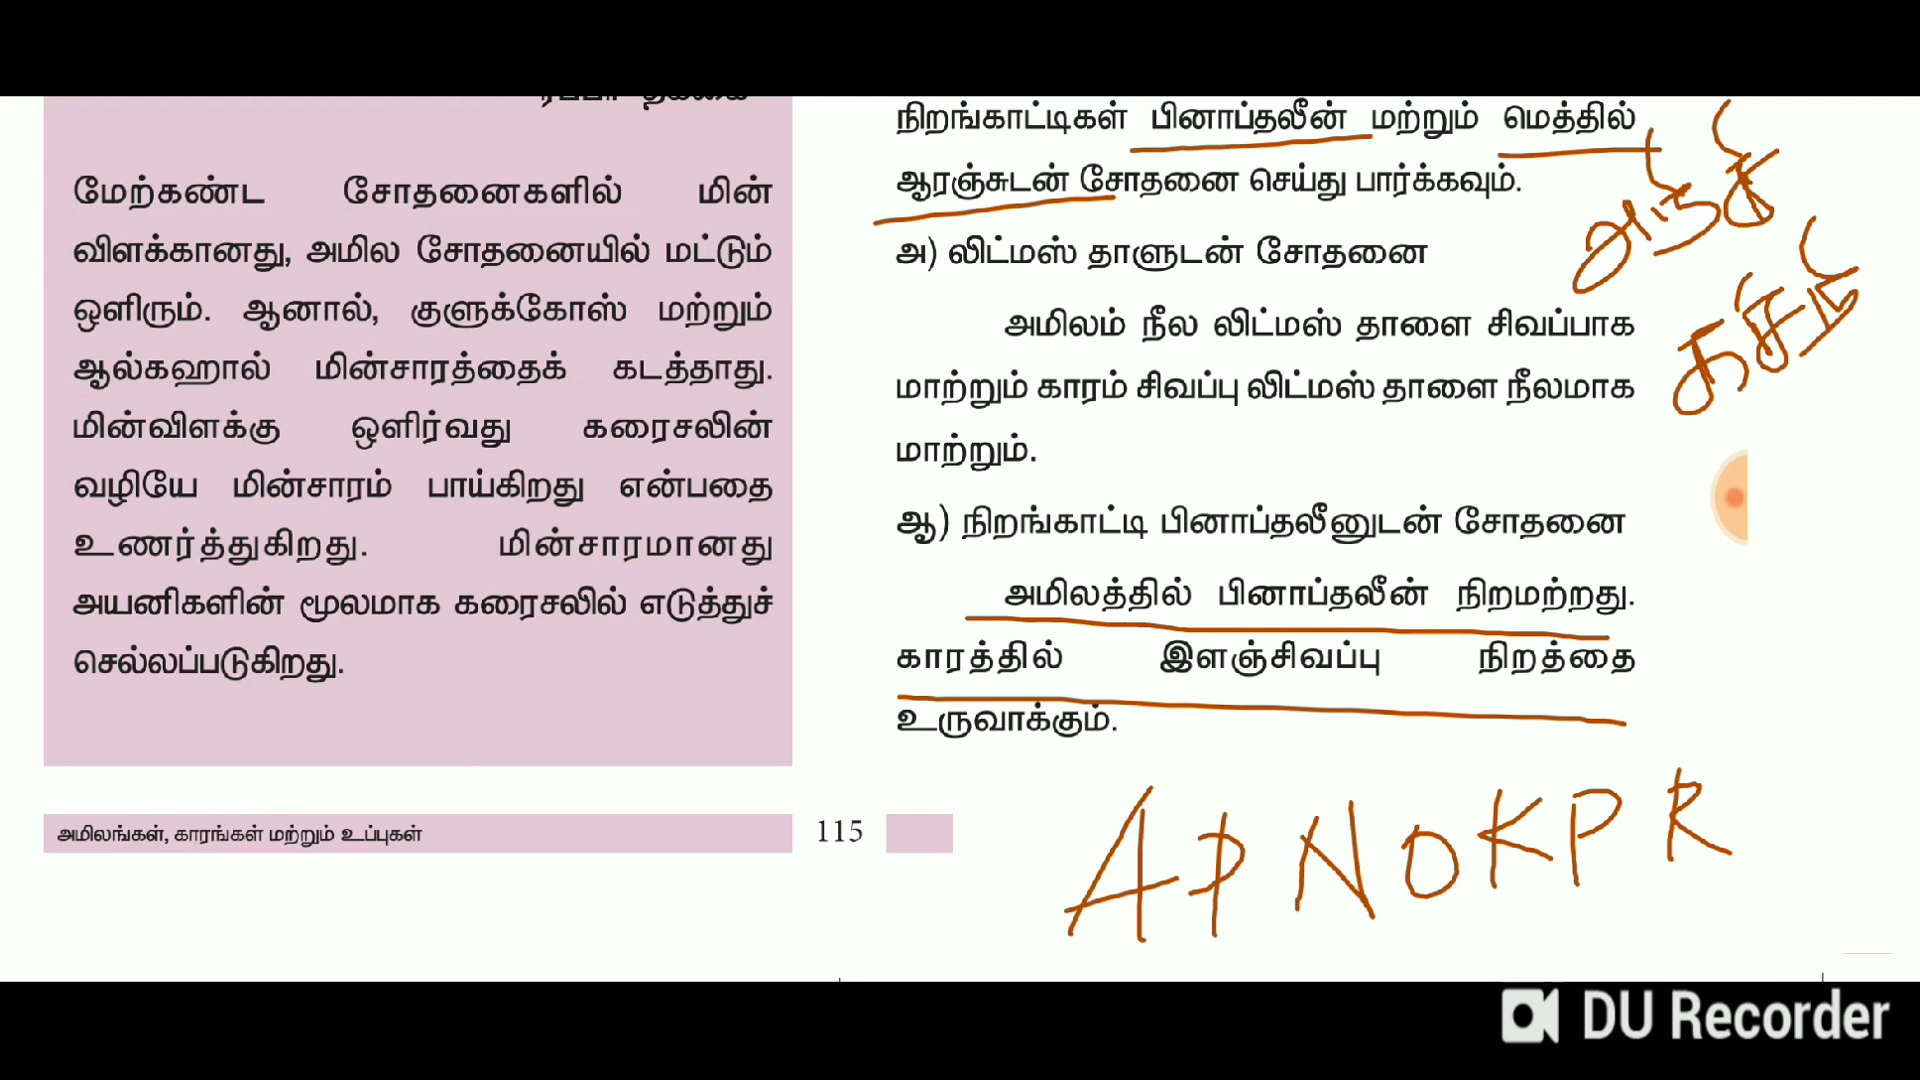 மேற்கண்ட சோதனைகளில் மின்
விளக்கானது, அமில சோதனையில் மட்டும்
ஒளிரும். ஆனால், குளுக்கோஸ் மற்றும்
ஆல்கஹால் மின்சாரத்தைக் கடத்தாது.
மின்விளக்கு ஒளிர்வது கரைசலின்
வழியே மின்சாரம் பாய்கிறது என்பதை
உணர்த்துகிறது. மின்சாரமானது
அயனிகளின் மூலமாக கரைசலில் எடுத்துச்
செல்லப்படுகிறது.
நிறங்காட்டிகள் பினாப்தலீன் மற்றும் மெத்தில்
ஆரஞ்சுடன் சோதனை செய்து பார்க்கவும்.
அ) லிட்மஸ் தாளுடன் சோதனை
அமிலம் நீல லிட்மஸ் தாளை சிவப்பாக
மாற்றும் காரம் சிவப்பு லிட்மஸ் தாளை நீலமாக
மாற்றும்.
ஆ) நிறங்காட்டி பினாப்தலீனுடன் சோதனை
அமிலத்தில் பினாப்தலீன் நிறமற்றது.
காரத்தில் இளஞ்சிவப்பு நிறத்தை
உருவாக்கும்.
APNOKPR
அமிலங்கள், காரங்கள் மற்றும் உப்புகள் 115
DU Recorder